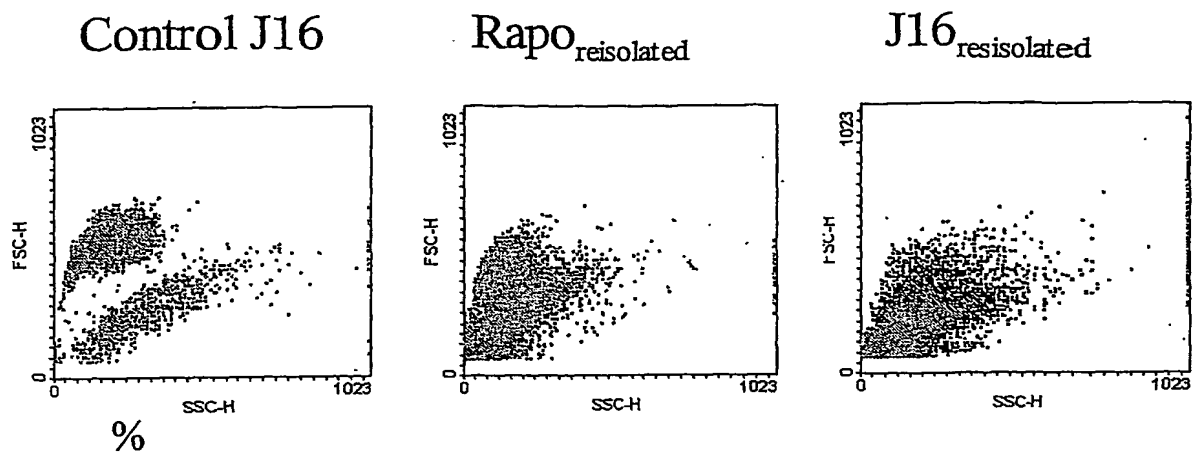 Control J16
Rapo reisolated
J16 resisolated
1023
FSC-H
0
0
1023
SSC-H
1023
FSC-H
0
0
1023
SSC-H
1023
FSC-H
0
0
1023
SSC-H
%